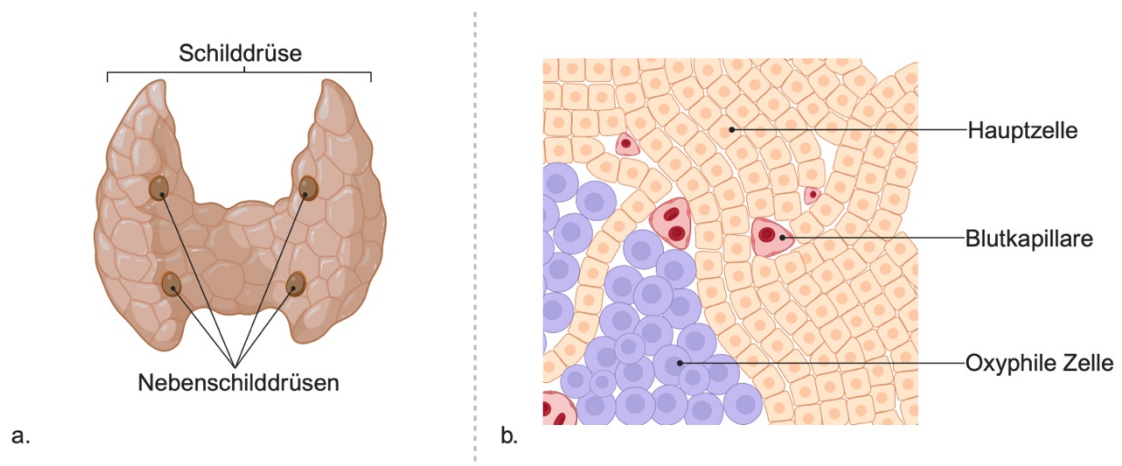 Schilddrüse
Nebenschilddrüsen
a.
Hauptzelle
Blutkapillare
Oxyphile Zelle
b.